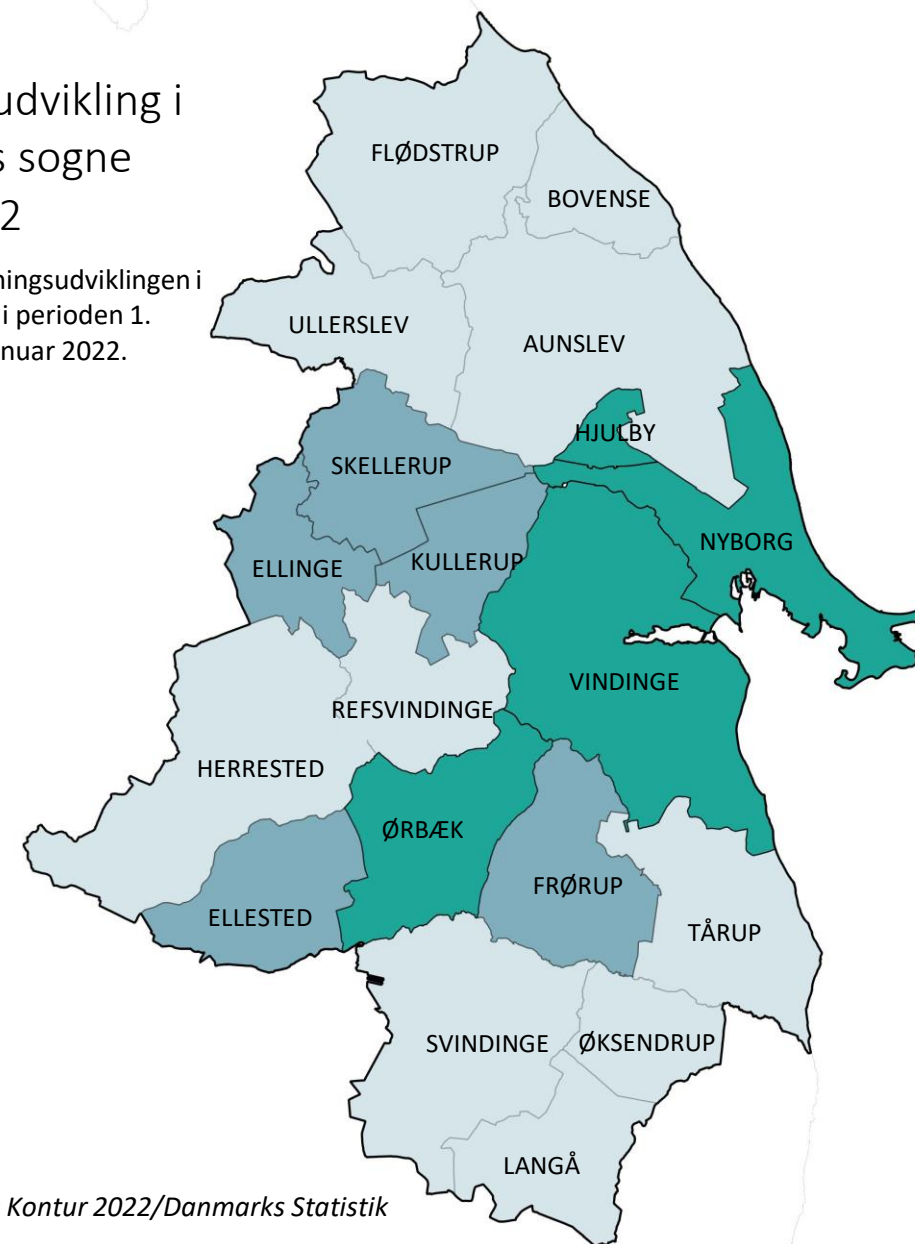 udvikling i
s sogne
2
ningsudviklingen i
i perioden 1.
nuar 2022.
FLØDSTRUP
BOVENSE
ULLERSLEV
AUNSLEV
HJULBY
SKELLERUP
NYBORG
ELLINGE
KULLERUP
VINDINGE
REFSVINDINGE
HERRESTED
ØRBÆK
FRØRUP
ELLESTED
TÅRUP
SVINDINGE
ØKSENDRUP
LANGÅ
Kontur 2022/Danmarks Statistik